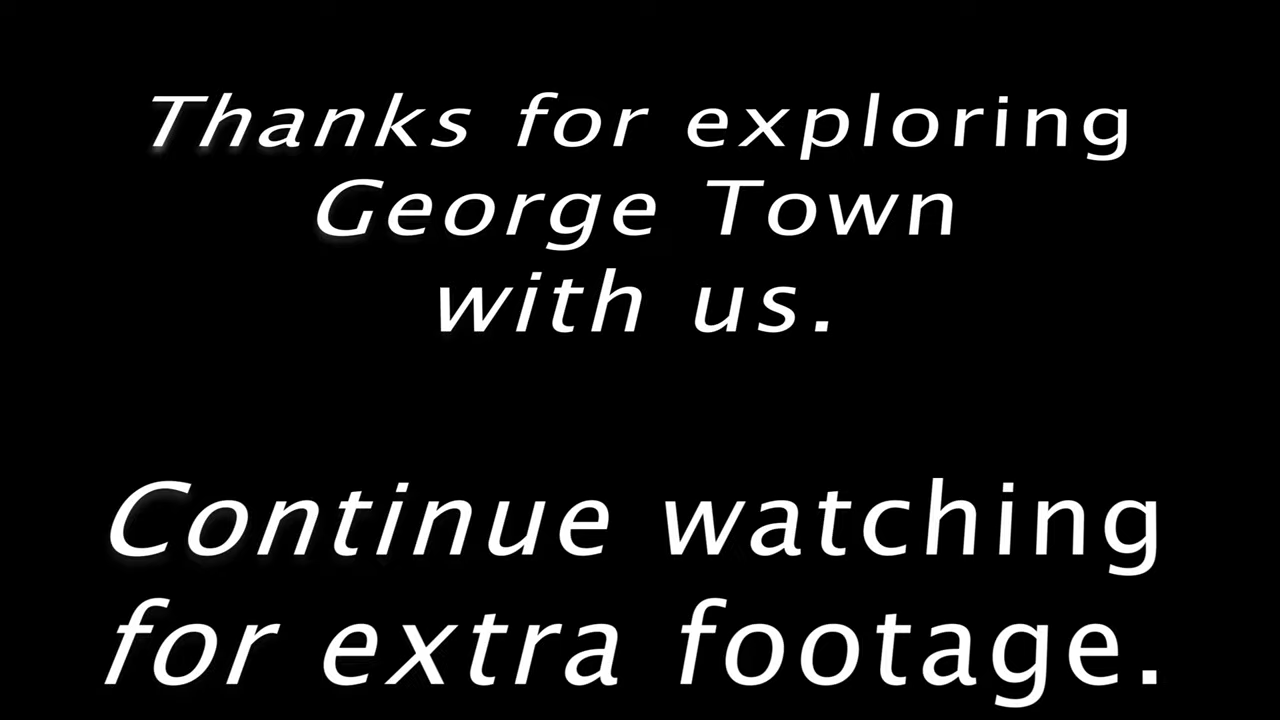 Thanks for exploring
George Town
with us.
Continue watching
for extra footage.